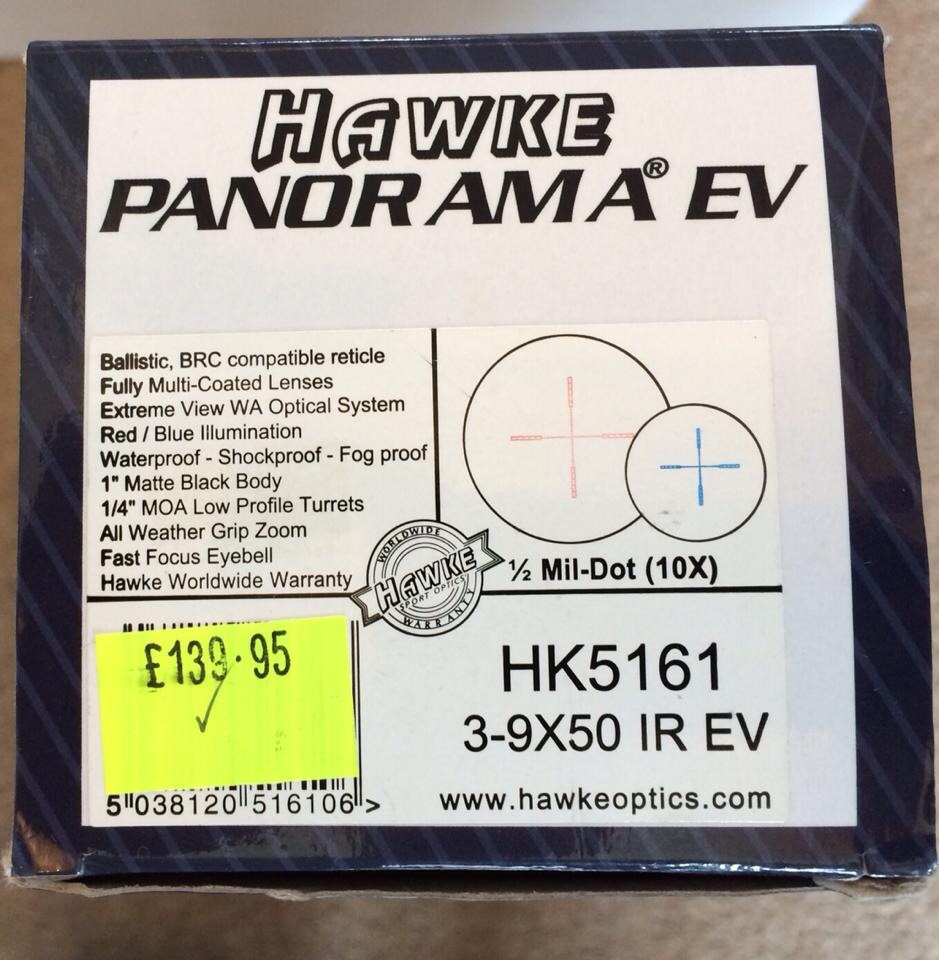 HAWKE
PANORAMA® EV
Ballistic, BRC compatible reticle
Fully Multi-Coated Lenses
Extreme View WA Optical System
Red / Blue Illumination
Waterproof - Shockproof - Fog proof
1" Matte Black Body
1/4" MOA Low Profile Turrets
All Weather Grip Zoom
Fast Focus Eyebell
Hawke Worldwide Warranty
½ Mil-Dot (10X)
WORLDWIDE
HAWKE
SPORT OPTICS
WARRANTY
£139.95
HK5161
3-9X50 IR EV
5 038120 516106 >
www.hawkeoptics.com